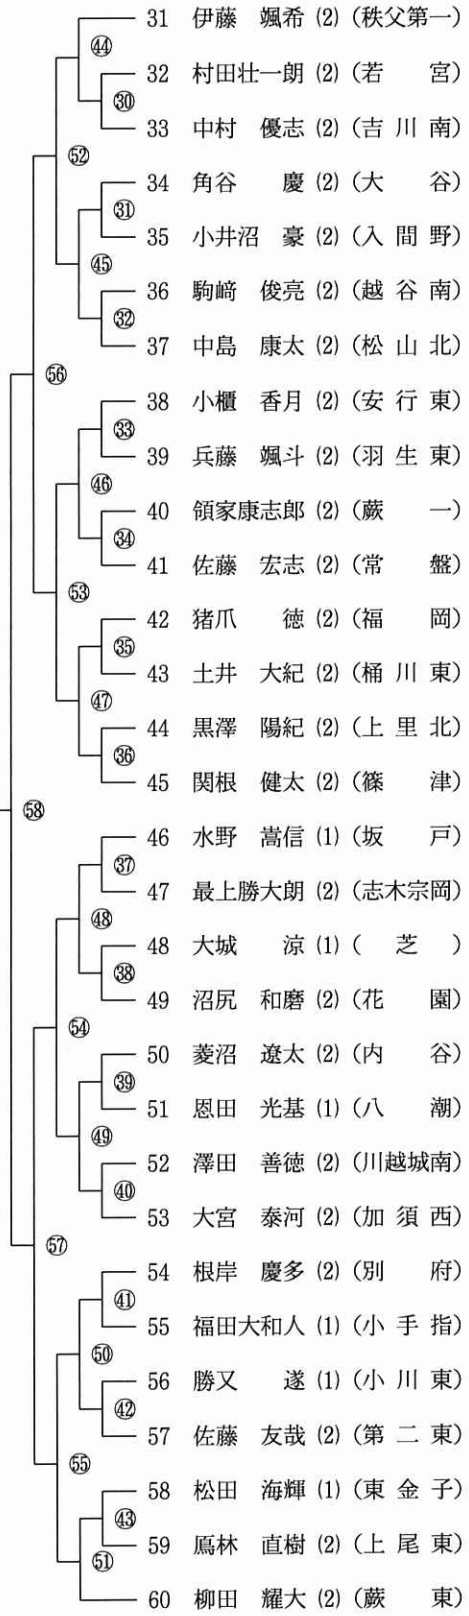 31 伊藤 颯希 (2) (秩父第一)
㊹
32 村田壮一朗 (2) (若宮)
㉚
33 中村 優志 (2) (吉川南)
52
34 角谷 慶 (2) (大谷)
㉛
35 小井沼 豪 (2) (入間野)
㊺
36 駒﨑 俊亮 (2) (越谷南)
㉜
37 中島 康太 (2) (松山北)
56
38 小櫃 香月 (2) (安行東)
㉝
39 兵藤 颯斗 (2) (羽生東)
㊻
40 領家康志郎 (2) (蕨一)
㉞
41 佐藤 宏志 (2) (常盤)
53
42 猪爪 徳 (2) (福岡)
㉟
43 土井 大紀 (2) (桶川東)
㊼
44 黒澤 陽紀 (2) (上里北)
㊱
45 関根 健太 (2) (篠津)
58
46 水野 嵩信 (1) (坂戸)
㊲
47 最上勝大朗 (2) (志木宗岡)
㊽
48 大城 涼 (1) (芝)
㊳
49 沼尻 和磨 (2) (花園)
54
50 菱沼 遼太 (2) (内谷)
㊴
51 恩田 光基 (1) (八潮)
㊾
52 澤田 善徳 (2) (川越城南)
㊵
53 大宮 泰河 (2) (加須西)
57
54 根岸 慶多 (2) (別府)
㊶
55 福田大和人 (1) (小手指)
㊿
56 勝又 遂 (1) (小川東)
㊷
57 佐藤 友哉 (2) (第二東)
55
58 松田 海輝 (1) (東金子)
㊸
59 鳫林 直樹 (2) (上尾東)
51
60 柳田 耀大 (2) (蕨東)